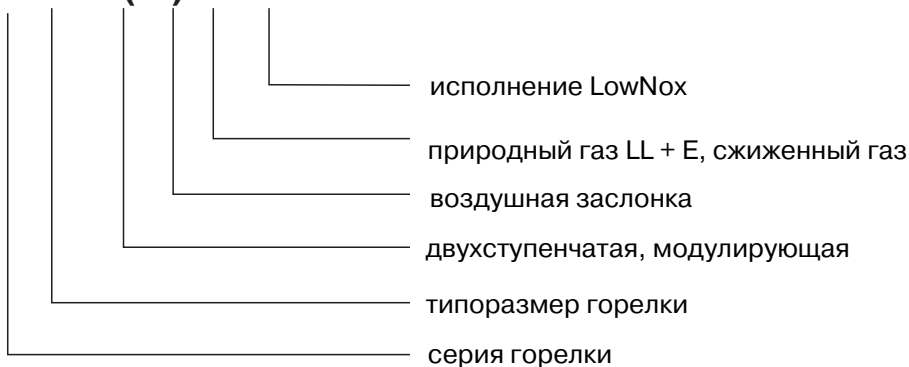 исполнение LowNox
природный газ LL + E, сжиженный газ
воздушная заслонка
двухступенчатая, модулирующая
типоразмер горелки
серия горелки